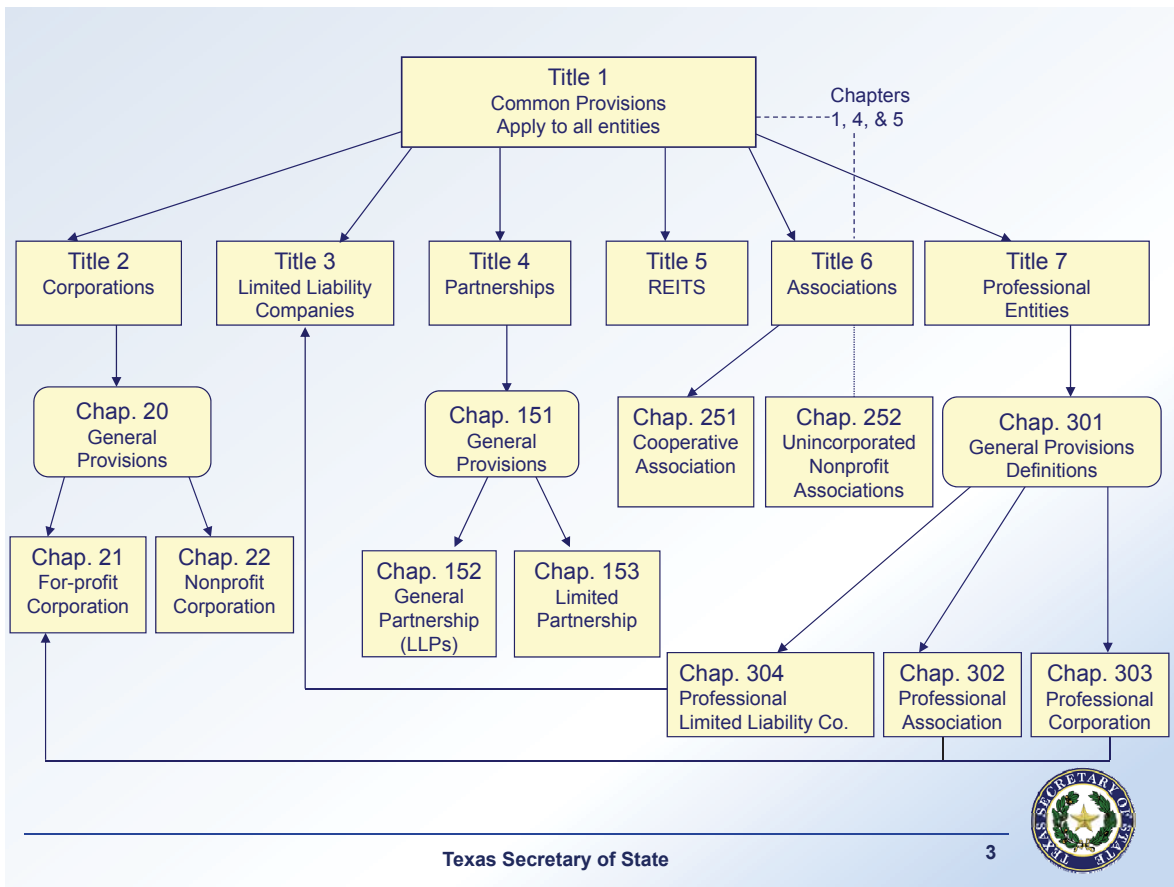 Title 1
Common Provisions
Apply to all entities
Chapters
1, 4, & 5
Title 2
Corporations
Title 3
Limited Liability
Companies
Title 4
Partnerships
Title 5
REITS
Title 6
Associations
Title 7
Professional
Entities
Chap. 20
General
Provisions
Chap. 151
General
Provisions
Chap. 251
Cooperative
Association
Chap. 252
Unincorporated
Nonprofit
Associations
Chap. 301
General Provisions
Definitions
Chap. 21
For-profit
Corporation
Chap. 22
Nonprofit
Corporation
Chap. 152
General
Partnership
(LLPs)
Chap. 153
Limited
Partnership
Chap. 304
Professional
Limited Liability Co.
Chap. 302
Professional
Association
Chap. 303
Professional
Corporation
Texas Secretary of State
3
TEXAS SECRETARY OF STATE